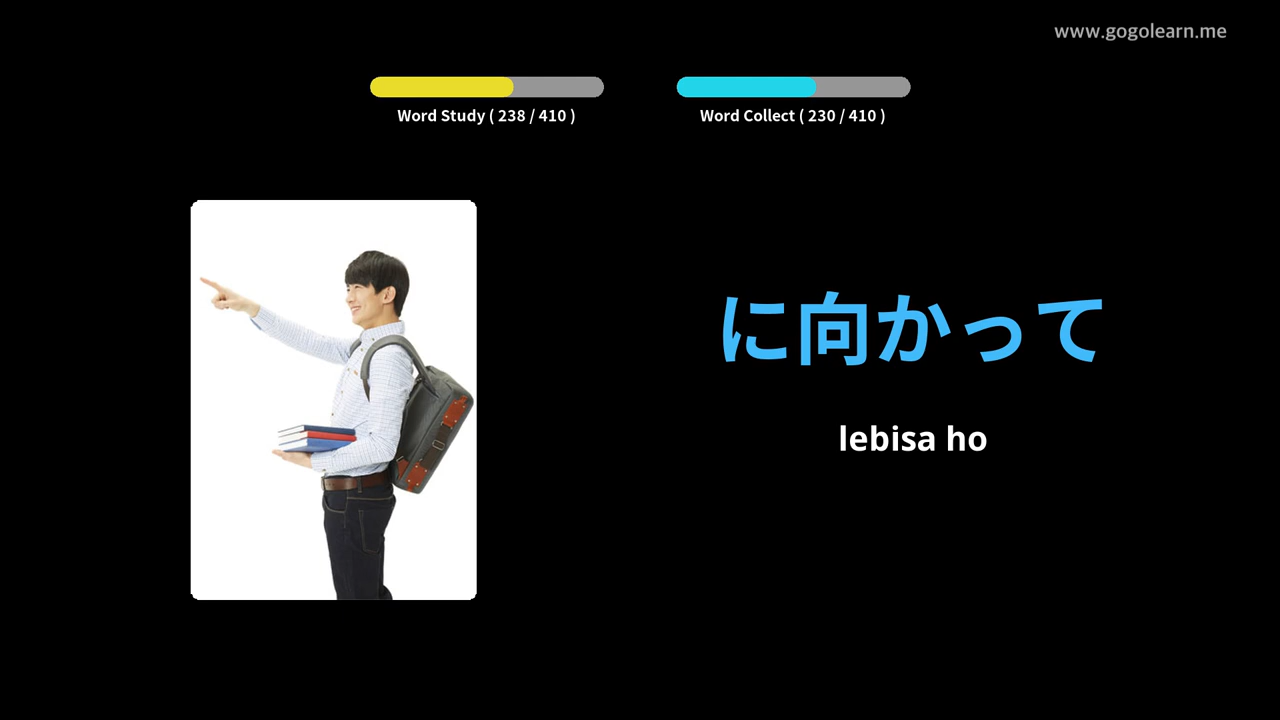 www.gogolearn.me
Word Study ( 238 / 410 )
Word Collect ( 230 / 410 )
に向かって
lebisa ho